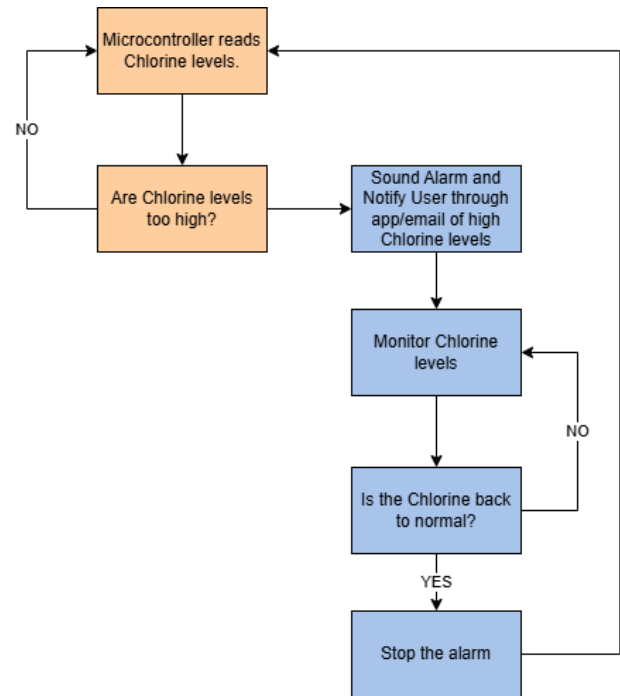 Microcontroller reads
Chlorine levels.
NO
Are Chlorine levels
too high?
Sound Alarm and
Notify User through
app/email of high
Chlorine levels
Monitor Chlorine
levels
NO
Is the Chlorine back
to normal?
YES
Stop the alarm